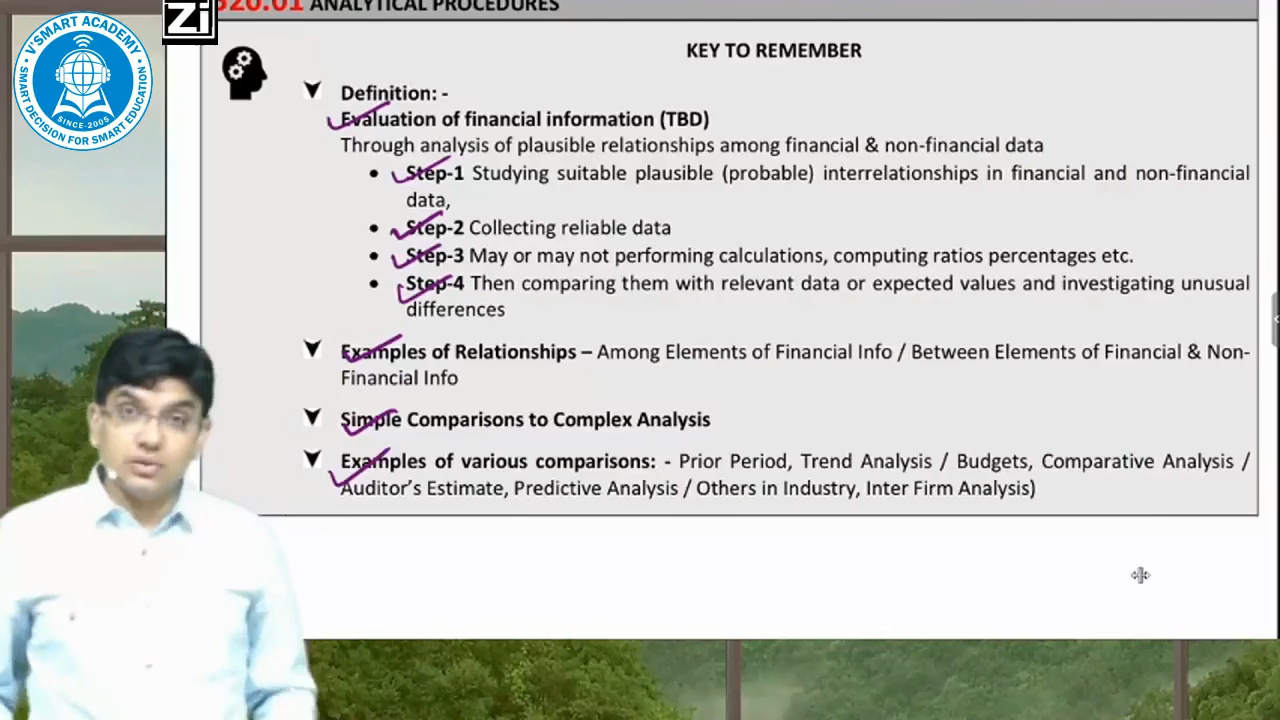 520.01 ANALYTICAL PROCEDURES
Zi
V'SMART ACADEMY
SINCE-2005
SMART DECISION FOR SMART EDUCATION
KEY TO REMEMBER
Definition: -
Evaluation of financial information (TBD)
Through analysis of plausible relationships among financial & non-financial data
• Step-1 Studying suitable plausible (probable) interrelationships in financial and non-financial
data,
• Step-2 Collecting reliable data
• Step-3 May or may not performing calculations, computing ratios percentages etc.
• Step-4 Then comparing them with relevant data or expected values and investigating unusual
differences
Examples of Relationships – Among Elements of Financial Info / Between Elements of Financial & Non-
Financial Info
Simple Comparisons to Complex Analysis
Examples of various comparisons: - Prior Period, Trend Analysis / Budgets, Comparative Analysis /
Auditor's Estimate, Predictive Analysis / Others in Industry, Inter Firm Analysis)